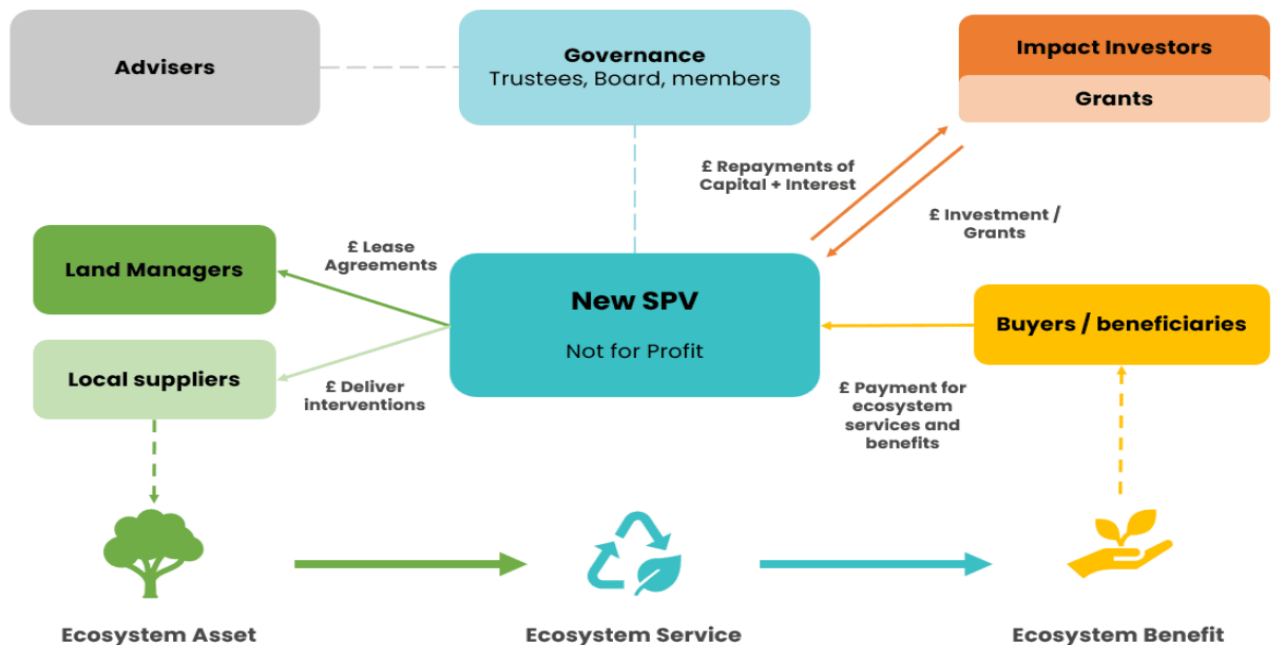 Advisers
Governance
Trustees, Board, members
Impact Investors
Grants
£ Repayments of
Capital + Interest
£ Investment /
Grants
Land Managers
£ Lease
Agreements
New SPV
Not for Profit
Buyers / beneficiaries
Local suppliers
£ Deliver
interventions
£ Payment for
ecosystem
services and
benefits
Ecosystem Asset
Ecosystem Service
Ecosystem Benefit